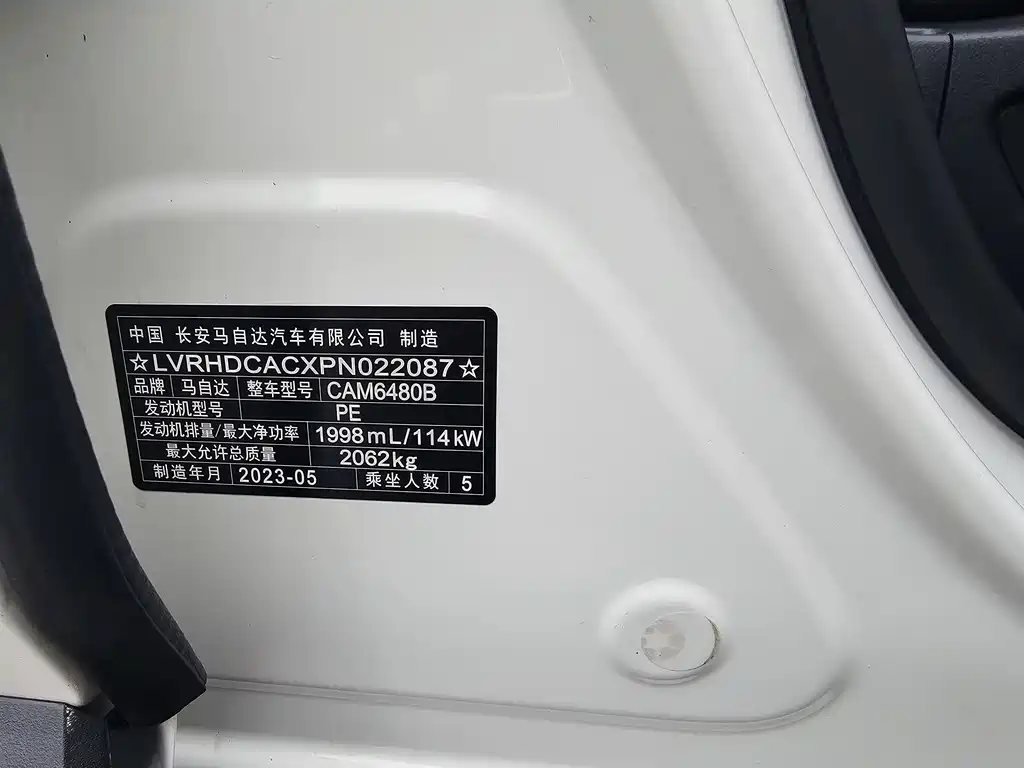 中国 长安马自达汽车有限公司 制造
☆LVRHDCACXPN022087☆
品牌 马自达 整车型号 CAM6480B
发动机型号 PE
发动机排量/最大净功率 1998mL/114kW
最大允许总质量 2062kg
制造年月 2023-05 乘坐人数 5